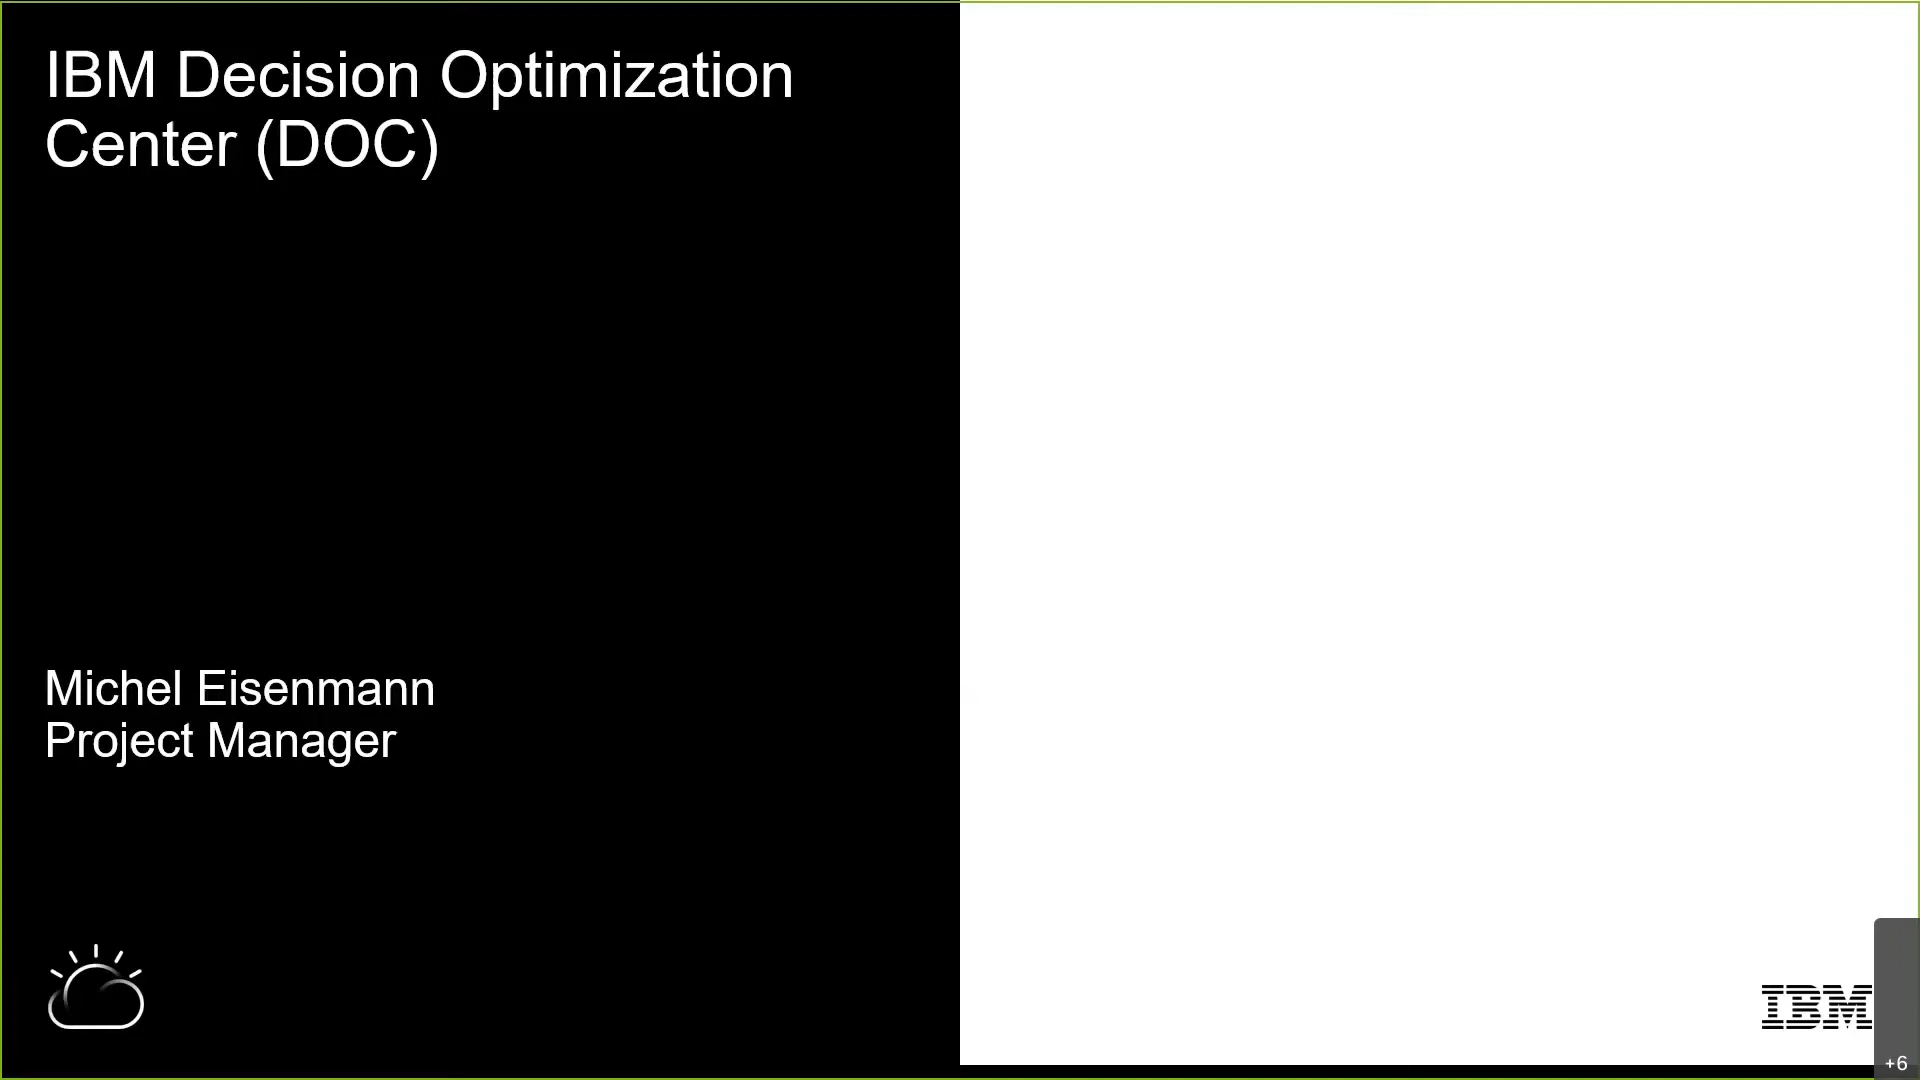 IBM Decision Optimization
Center (DOC)
Michel Eisenmann
Project Manager
IBM
+6